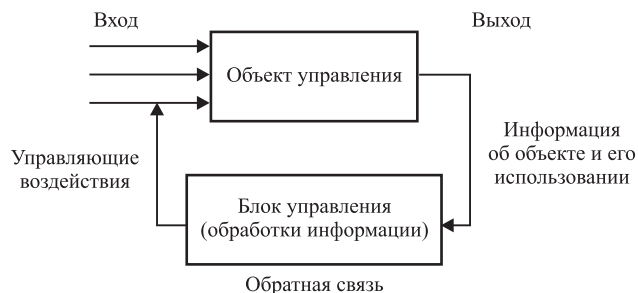 Вход
Выход
Объект управления
Информация
об объекте и его
использовании
Управляющие
воздействия
Блок управления
(обработки информации)
Обратная связь